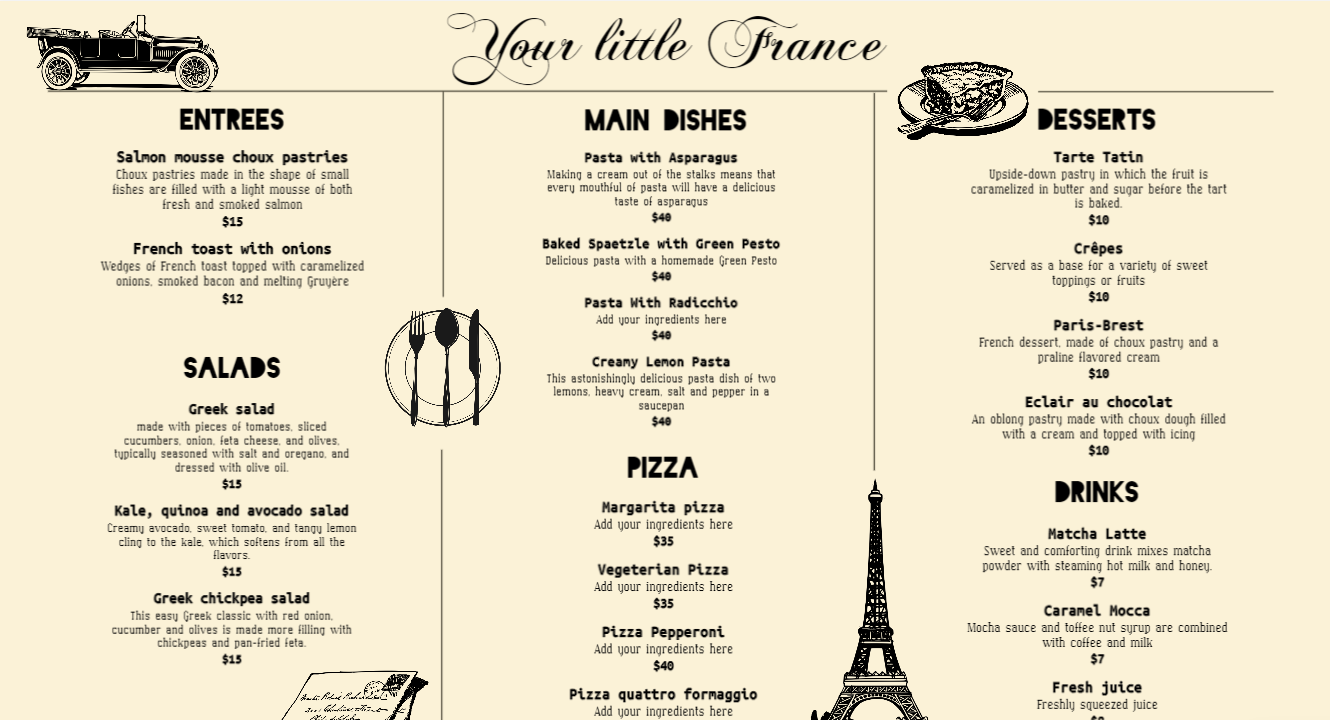 Your little France
ENTREES
Salmon mousse choux pastries
Choux pastries made in the shape of small
fishes are filled with a light mousse of both
fresh and smoked salmon
$15
French toast with onions
Wedges of French toast topped with caramelized
onions, smoked bacon and melting Gruyère
$12
SALADS
Greek salad
made with pieces of tomatoes, sliced
cucumbers, onion, feta cheese, and olives,
typically seasoned with salt and oregano, and
dressed with olive oil.
$15
Kale, quinoa and avocado salad
Creamy avocado, sweet tomato, and tangy lemon
cling to the kale, which softens from all the
flavors.
$15
Greek chickpea salad
This easy Greek classic with red onion,
cucumber and olives is made more filling with
chickpeas and pan-fried feta.
$15
MAIN DISHES
Pasta with Asparagus
Making a cream out of the stalks means that
every mouthful of pasta will have a delicious
taste of asparagus
$40
Baked Spaetzle with Green Pesto
Delicious pasta with a homemade Green Pesto
$40
Pasta With Radicchio
Add your ingredients here
$40
Creamy Lemon Pasta
This astonishingly delicious pasta dish of two
lemons, heavy cream, salt and pepper in a
saucepan
$40
PIZZA
Margarita pizza
Add your ingredients here
$35
Vegeterian Pizza
Add your ingredients here
$35
Pizza Pepperoni
Add your ingredients here
$40
Pizza quattro formaggio
Add your ingredients here
DESSERTS
Tarte Tatin
Upside-down pastry in which the fruit is
caramelized in butter and sugar before the tart
is baked.
$10
Crêpes
Served as a base for a variety of sweet
toppings or fruits
$10
Paris-Brest
French dessert, made of choux pastry and a
praline flavored cream
$10
Eclair au chocolat
An oblong pastry made with choux dough filled
with a cream and topped with icing
$10
DRINKS
Matcha Latte
Sweet and comforting drink mixes matcha
powder with steaming hot milk and honey.
$7
Caramel Mocca
Mocha sauce and toffee nut syrup are combined
with coffee and milk
$7
Fresh juice
Freshly squeezed juice